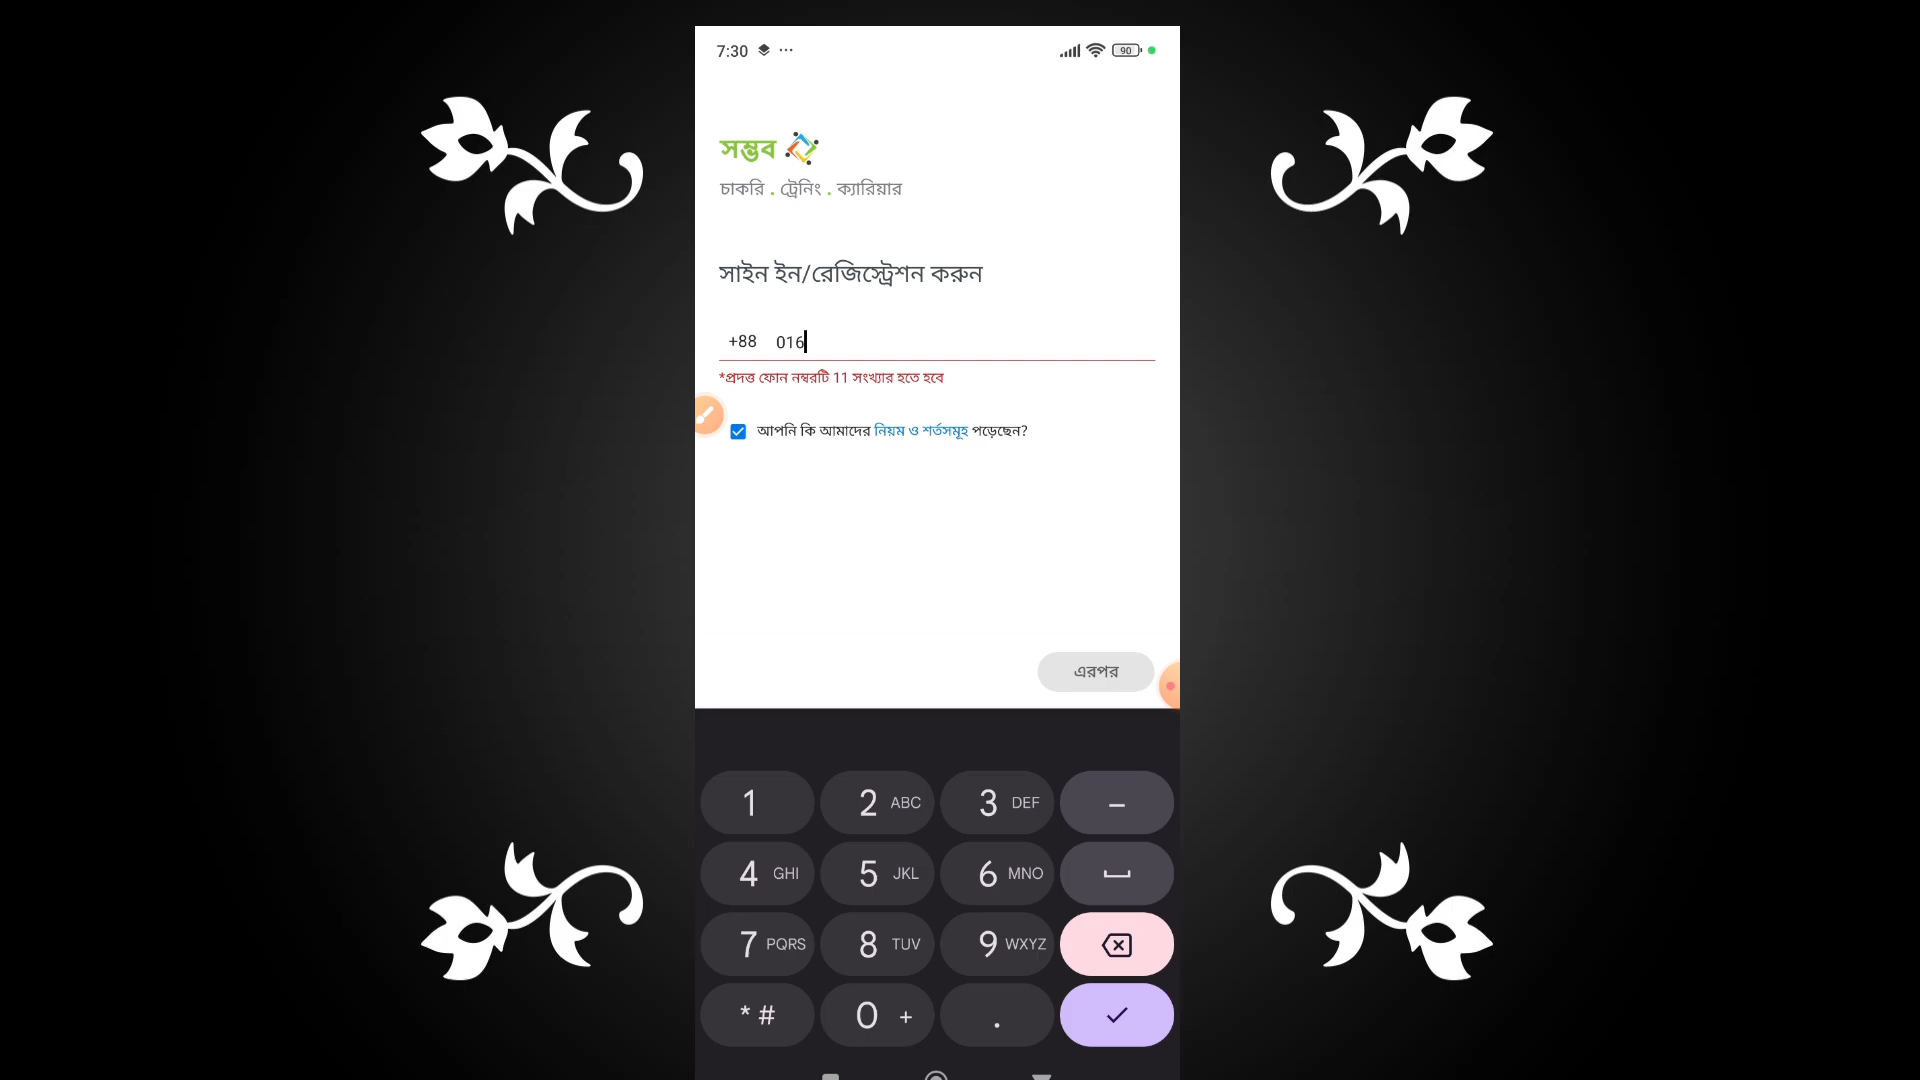 7:30 ... 90
সম্ভব
চাকরি . ট্রেনিং . ক্যারিয়ার
সাইন ইন/রেজিস্ট্রেশন করুন
+88 016
*প্রদত্ত ফোন নম্বরটি 11 সংখ্যার হতে হবে
আপনি কি আমাদের নিয়ম ও শর্তসমূহ পড়েছেন?
এরপর
1 2 ABC 3 DEF –
4 GHI 5 JKL 6 MNO
7 PQRS 8 TUV 9 WXYZ
* # 0 + .